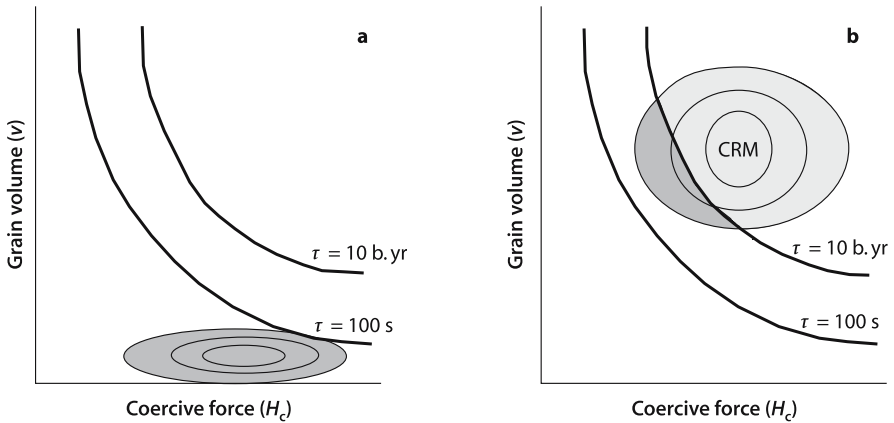 a
Grain volume (v)
τ = 10 b. yr
τ = 100 s
Coercive force (Hc)
b
Grain volume (v)
CRM
τ = 10 b. yr
τ = 100 s
Coercive force (Hc)